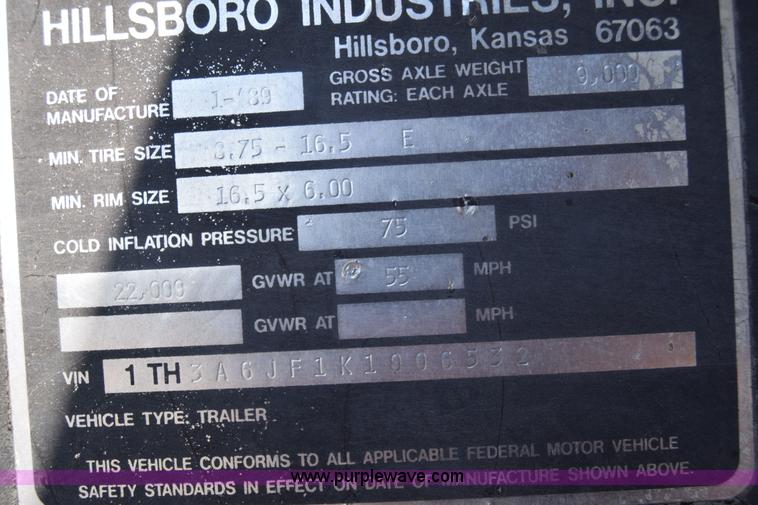 HILLSBORO INDUSTRIES, INC.
Hillsboro, Kansas 67063
DATE OF MANUFACTURE 1-'89
GROSS AXLE WEIGHT RATING: EACH AXLE 9,000
MIN. TIRE SIZE 8.75 - 16.5 E
MIN. RIM SIZE 16.5 X 6.00
COLD INFLATION PRESSURE 75 PSI
22,000 GVWR AT 55 MPH
GVWR AT MPH
VIN 1 TH3A6JF1K1006532
VEHICLE TYPE: TRAILER
THIS VEHICLE CONFORMS TO ALL APPLICABLE FEDERAL MOTOR VEHICLE
SAFETY STANDARDS IN EFFECT ON DATE OF MANUFACTURE SHOWN ABOVE.
www.purplewave.com